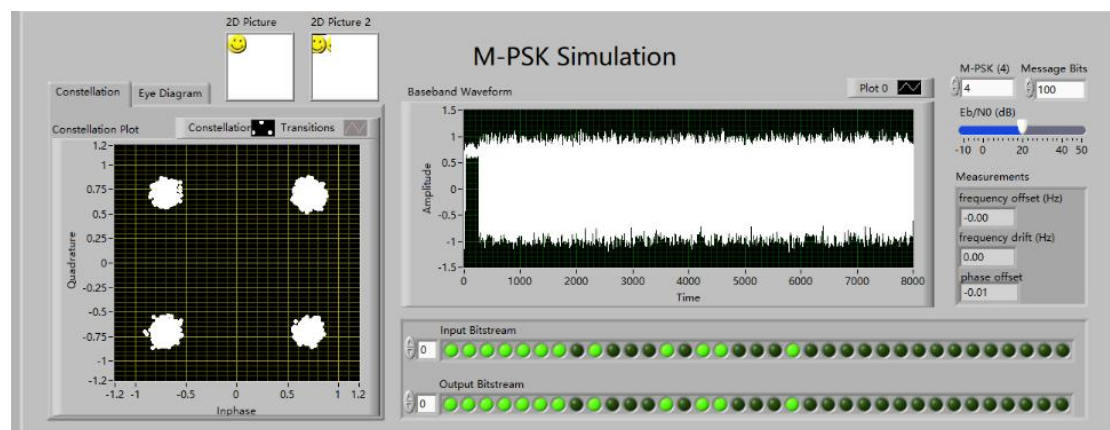 2D Picture
2D Picture 2
M-PSK Simulation
Constellation
Eye Diagram
Constellation Plot
Constellation
Transitions
1.2
1
0.75
0.5
0.25
0
-0.25
-0.5
-0.75
-1
-1.2
Quadrature
-1.2 -1 -0.5 0 0.5 1 1.2
Inphase
Baseband Waveform
Plot 0
1.5
1
0.5
0
-0.5
-1
-1.5
Amplitude
0 1000 2000 3000 4000 5000 6000 7000 8000
Time
M-PSK (4)
Message Bits
4
100
Eb/N0 (dB)
-10 0 20 40 50
Measurements
frequency offset (Hz)
-0.00
frequency drift (Hz)
0.00
phase offset
-0.01
Input Bitstream
0
Output Bitstream
0